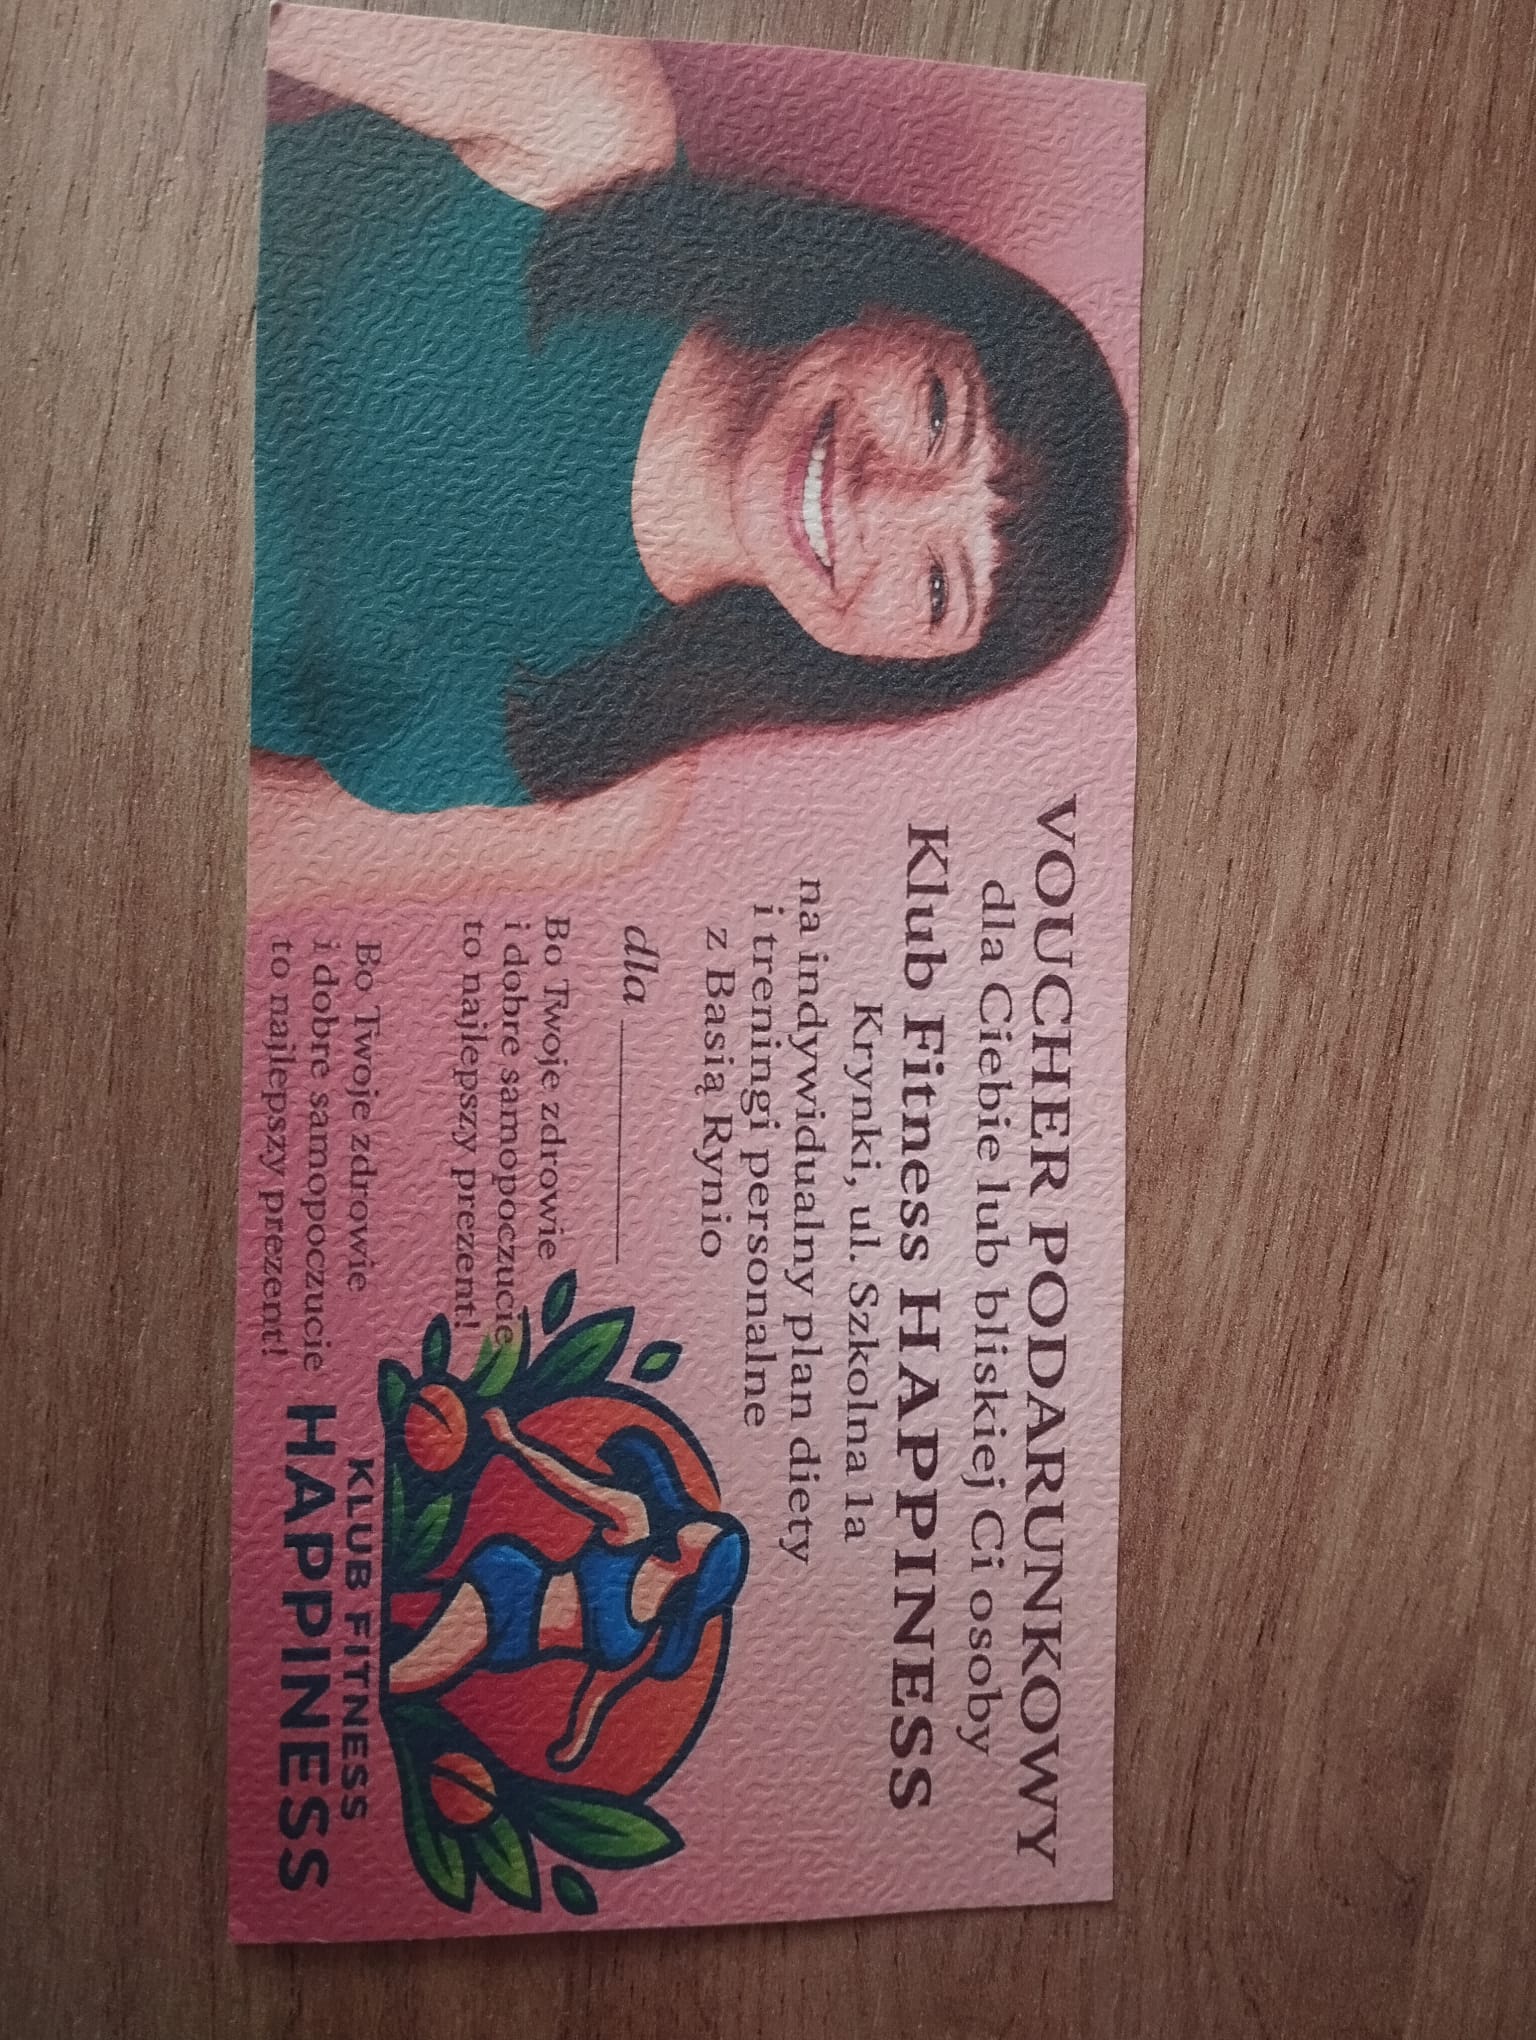 VOUCHER PODARUNKOWY
dla Ciebie lub bliskiej Ci osoby
Klub Fitness HAPPINESS
Krynki, ul. Szkolna 1a
na indywidualny plan diety
i treningi personalne
z Basią Rynio
dla
Bo Twoje zdrowie
i dobre samopoczucie
to najlepszy prezent!
Bo Twoje zdrowie
i dobre samopoczucie
to najlepszy prezent!
KLUB FITNESS
HAPPINESS